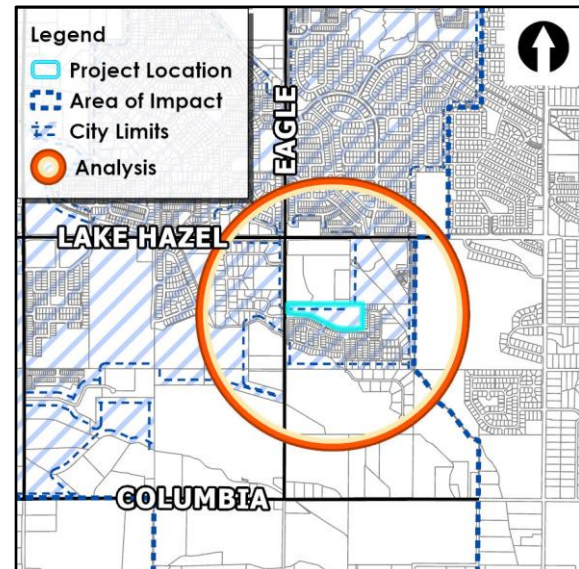 Legend
Project Location
Area of Impact
City Limits
Analysis
EAGLE
LAKE HAZEL
COLUMBIA